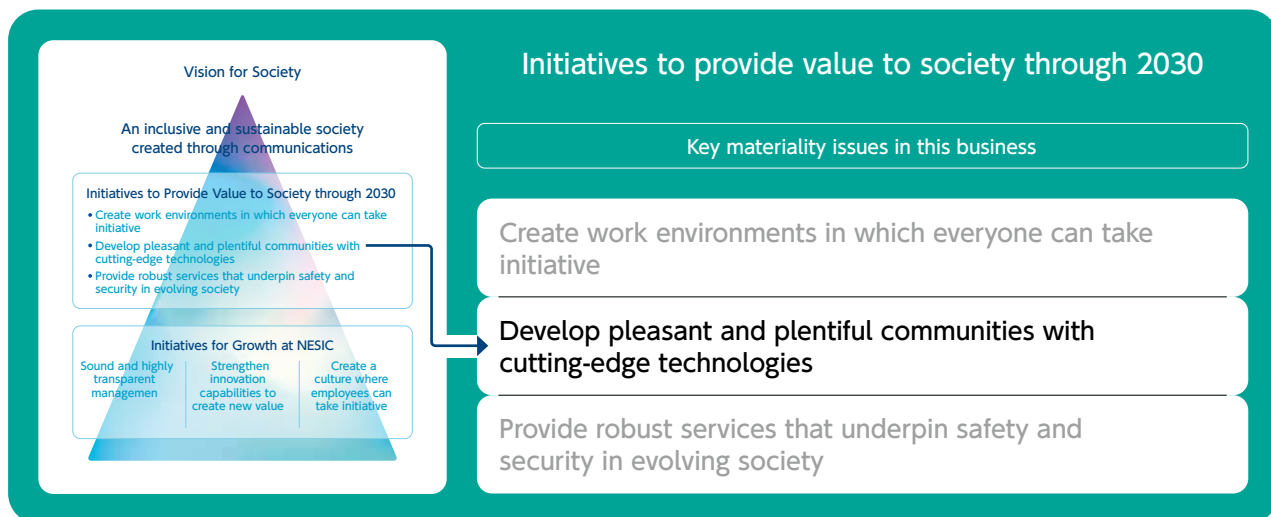 Vision for Society
An inclusive and sustainable society
created through communications
Initiatives to Provide Value to Society through 2030
• Create work environments in which everyone can take
initiative
• Develop pleasant and plentiful communities with
cutting-edge technologies
• Provide robust services that underpin safety and
security in evolving society
Initiatives for Growth at NESIC
Sound and highly
transparent
managemen
Strengthen
innovation
capabilities to
create new value
Create a
culture where
employees can
take initiative
Initiatives to provide value to society through 2030
Key materiality issues in this business
Create work environments in which everyone can take
initiative
Develop pleasant and plentiful communities with
cutting-edge technologies
Provide robust services that underpin safety and
security in evolving society